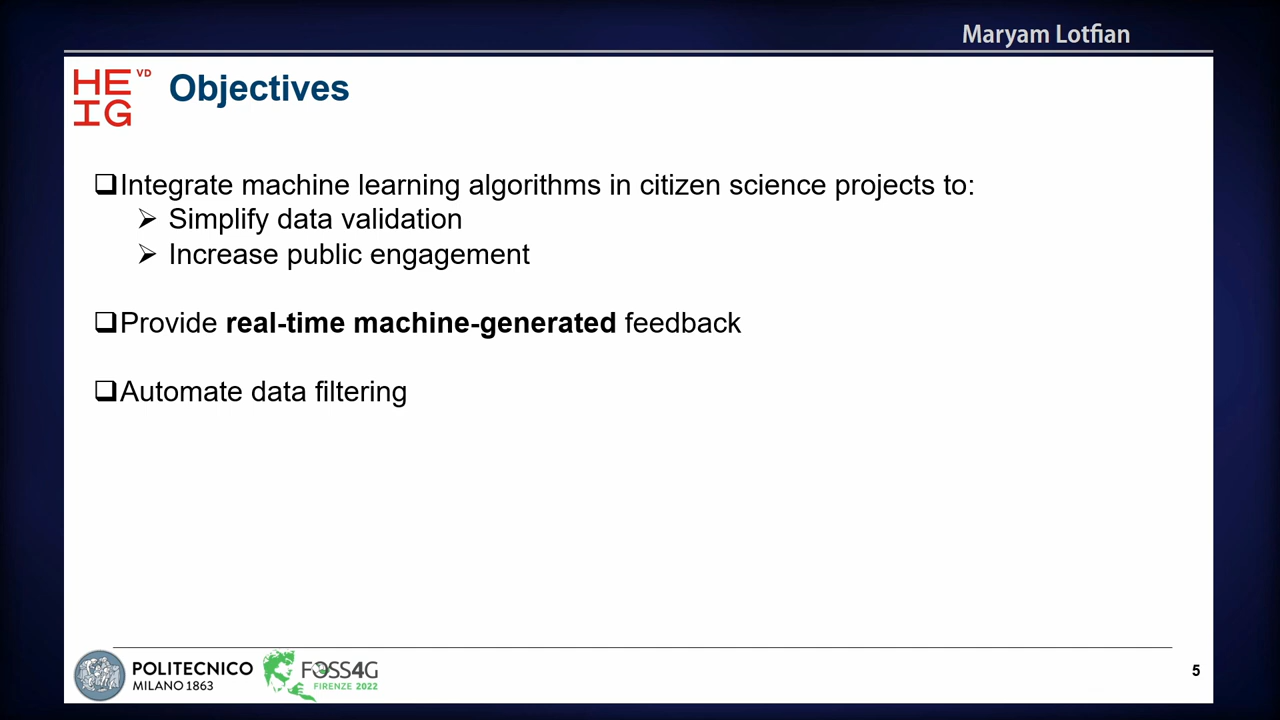 Maryam Lotfian
HE VD
IG
Objectives
Integrate machine learning algorithms in citizen science projects to:
Simplify data validation
Increase public engagement
Provide real-time machine-generated feedback
Automate data filtering
POLITECNICO
MILANO 1863
FOSS4G
FIRENZE 2022
5